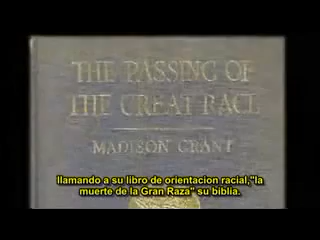 THE PASSING OF
THE GREAT RACE
MADISON GRANT
llamando a su libro de orientacion racial,"la
muerte de la Gran Raza" su biblia.